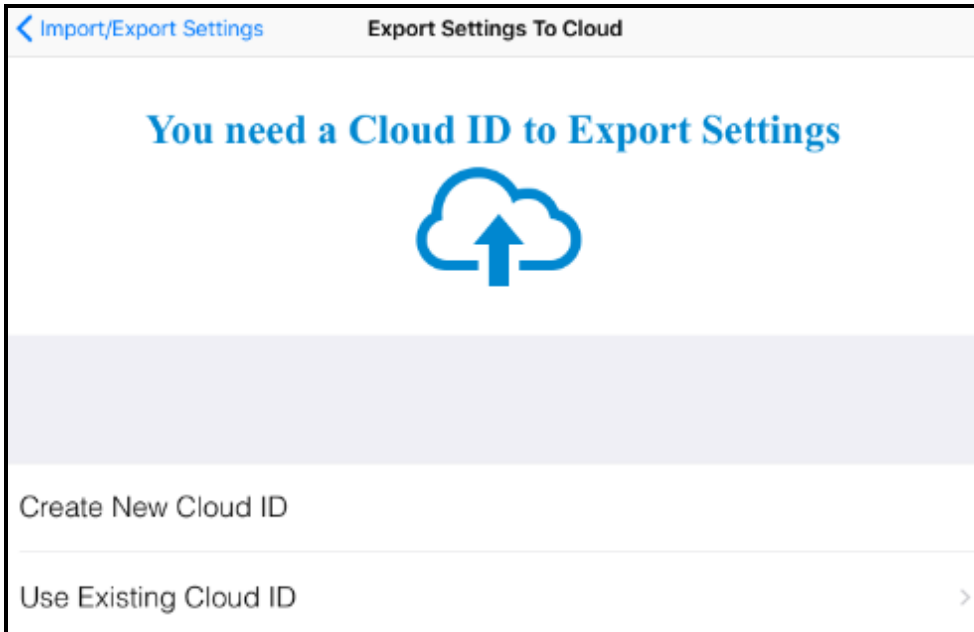 Import/Export Settings
Export Settings To Cloud
You need a Cloud ID to Export Settings
Create New Cloud ID
Use Existing Cloud ID